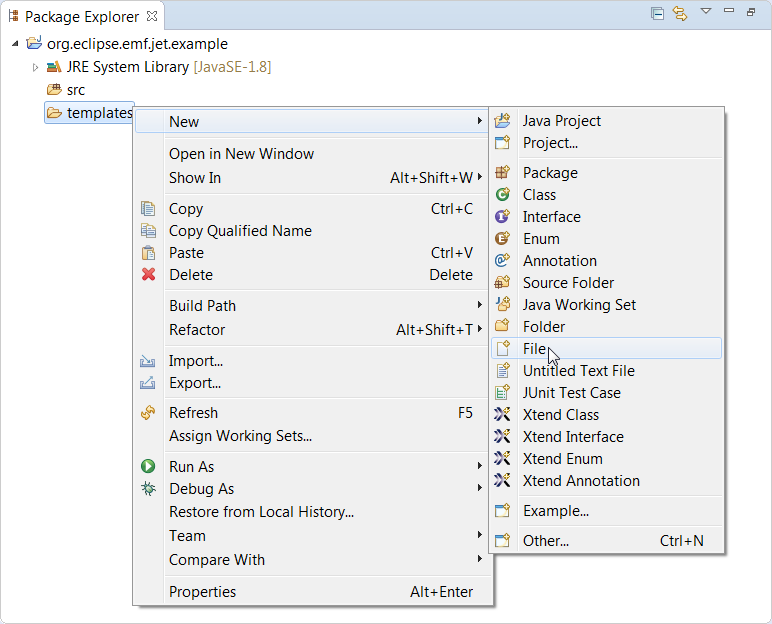 Package Explorer
org.eclipse.emf.jet.example
JRE System Library [JavaSE-1.8]
src
templates
New
Open in New Window
Show In Alt+Shift+W
Copy Ctrl+C
Copy Qualified Name
Paste Ctrl+V
Delete Delete
Build Path
Refactor Alt+Shift+T
Import...
Export...
Refresh F5
Assign Working Sets...
Run As
Debug As
Restore from Local History...
Team
Compare With
Properties Alt+Enter
Java Project
Project...
Package
Class
Interface
Enum
Annotation
Source Folder
Java Working Set
Folder
File
Untitled Text File
JUnit Test Case
Xtend Class
Xtend Interface
Xtend Enum
Xtend Annotation
Example...
Other... Ctrl+N